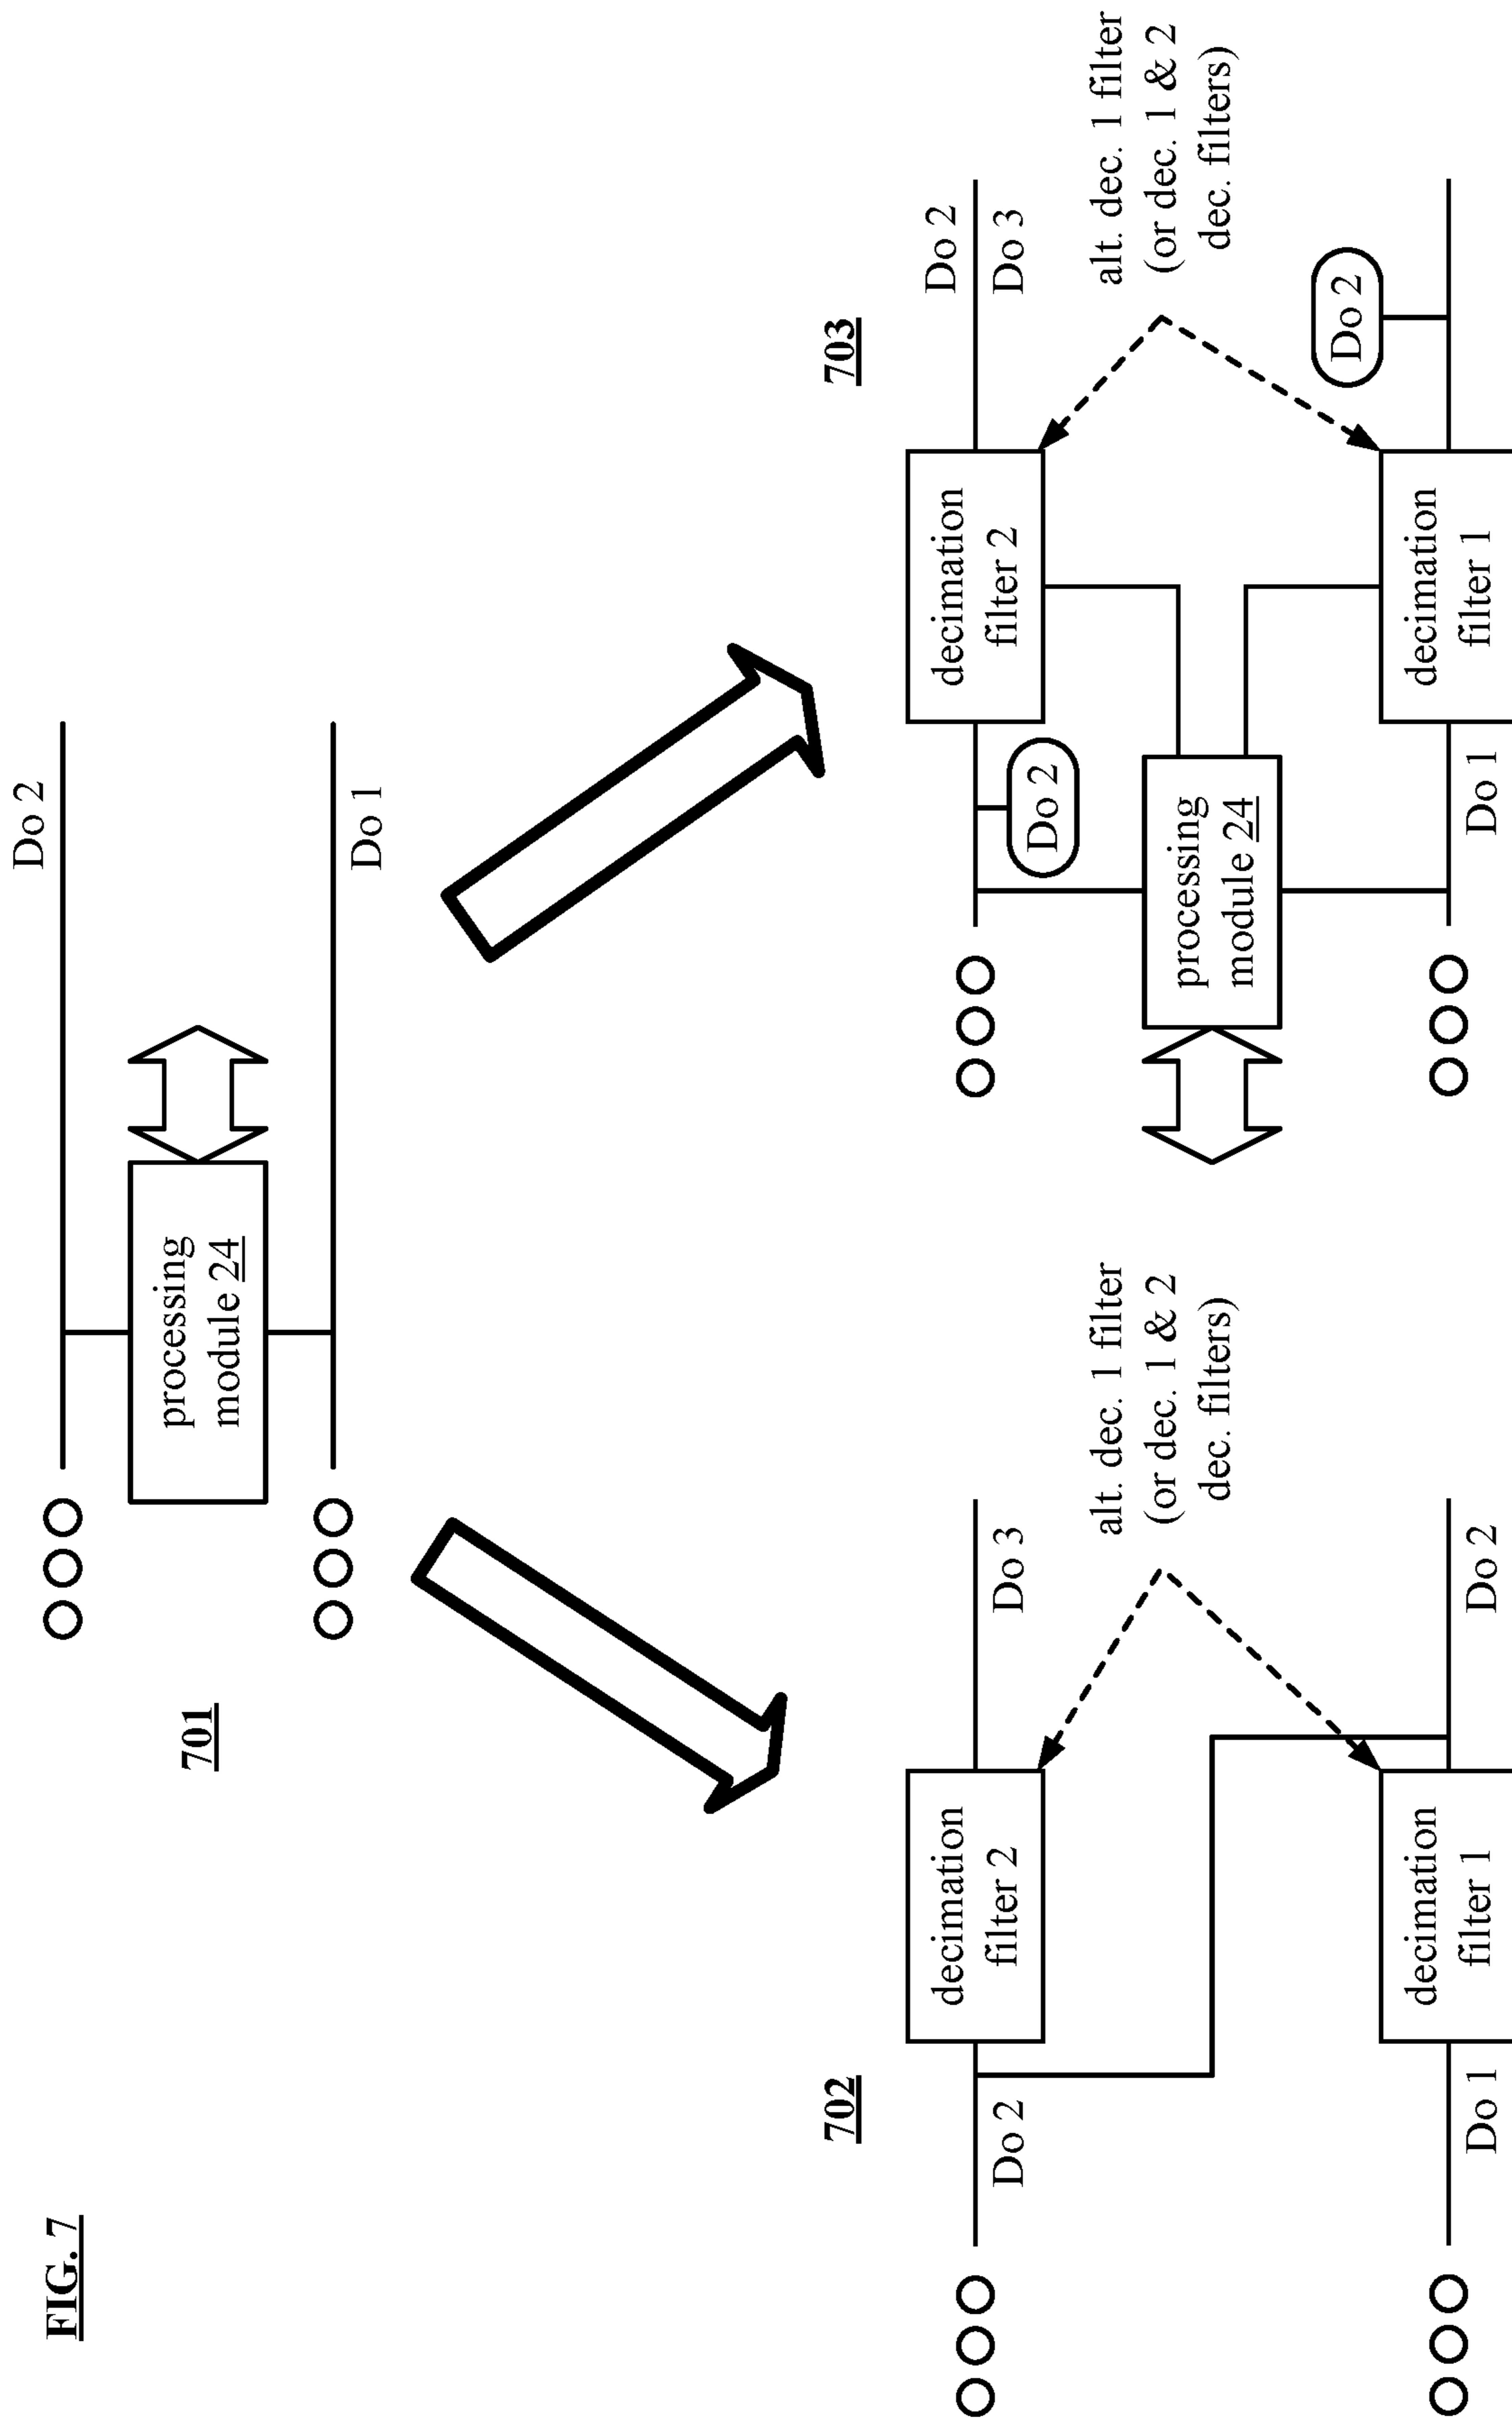 FIG. 7
701
Do 2
processing
module 24
Do 1
702
Do 2
decimation
filter 2
Do 3
Do 1
decimation
filter 1
Do 2
alt. dec. 1 filter
(or dec. 1 & 2
dec. filters)
703
Do 2
decimation
filter 2
Do 2
Do 3
processing
module 24
Do 1
decimation
filter 1
Do 2
alt. dec. 1 filter
(or dec. 1 & 2
dec. filters)